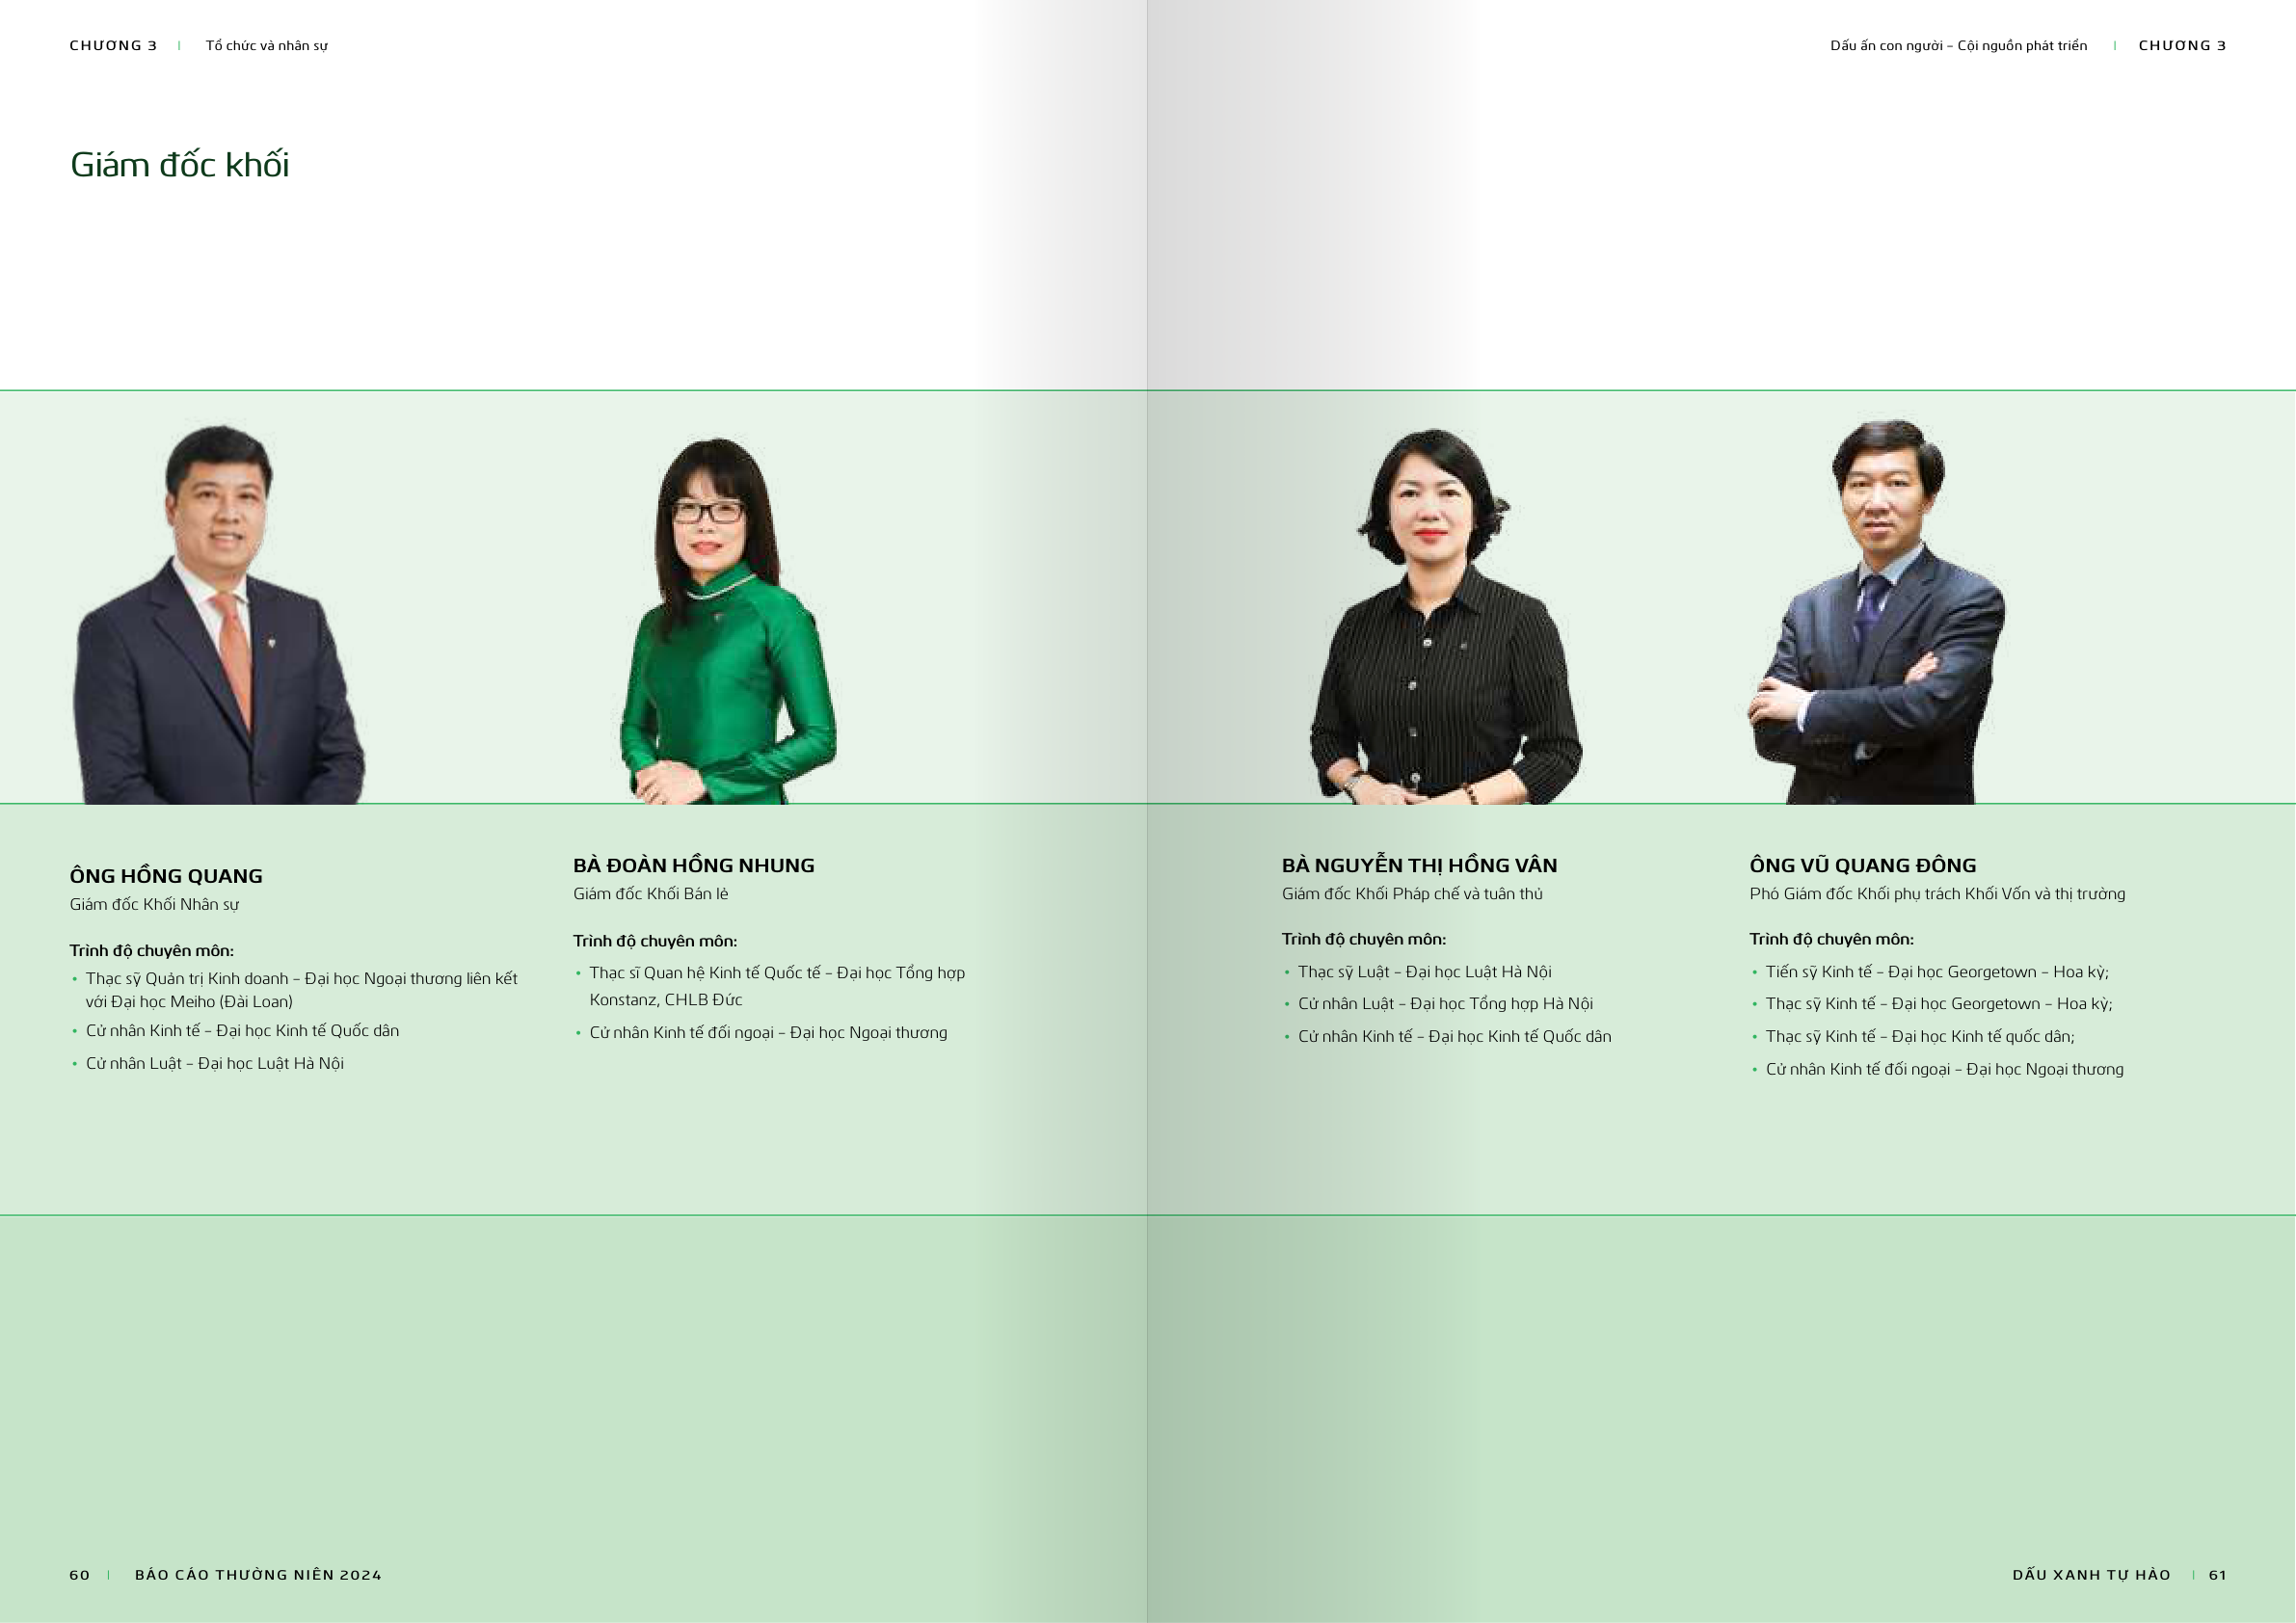 CHƯƠNG 3 | Tổ chức và nhân sự
Dấu ấn con người – Cội nguồn phát triển | CHƯƠNG 3
Giám đốc khối
ÔNG HỒNG QUANG
Giám đốc Khối Nhân sự
Trình độ chuyên môn:
• Thạc sỹ Quản trị Kinh doanh – Đại học Ngoại thương liên kết
với Đại học Meiho (Đài Loan)
• Cử nhân Kinh tế – Đại học Kinh tế Quốc dân
• Cử nhân Luật – Đại học Luật Hà Nội
BÀ ĐOÀN HỒNG NHUNG
Giám đốc Khối Bán lẻ
Trình độ chuyên môn:
• Thạc sĩ Quan hệ Kinh tế Quốc tế – Đại học Tổng hợp
Konstanz, CHLB Đức
• Cử nhân Kinh tế đối ngoại – Đại học Ngoại thương
BÀ NGUYỄN THỊ HỒNG VÂN
Giám đốc Khối Pháp chế và tuân thủ
Trình độ chuyên môn:
• Thạc sỹ Luật – Đại học Luật Hà Nội
• Cử nhân Luật – Đại học Tổng hợp Hà Nội
• Cử nhân Kinh tế – Đại học Kinh tế Quốc dân
ÔNG VŨ QUANG ĐÔNG
Phó Giám đốc Khối phụ trách Khối Vốn và thị trường
Trình độ chuyên môn:
• Tiến sỹ Kinh tế – Đại học Georgetown – Hoa kỳ;
• Thạc sỹ Kinh tế – Đại học Georgetown – Hoa kỳ;
• Thạc sỹ Kinh tế – Đại học Kinh tế quốc dân;
• Cử nhân Kinh tế đối ngoại – Đại học Ngoại thương
60 | BÁO CÁO THƯỜNG NIÊN 2024
DẤU XANH TỰ HÀO | 61